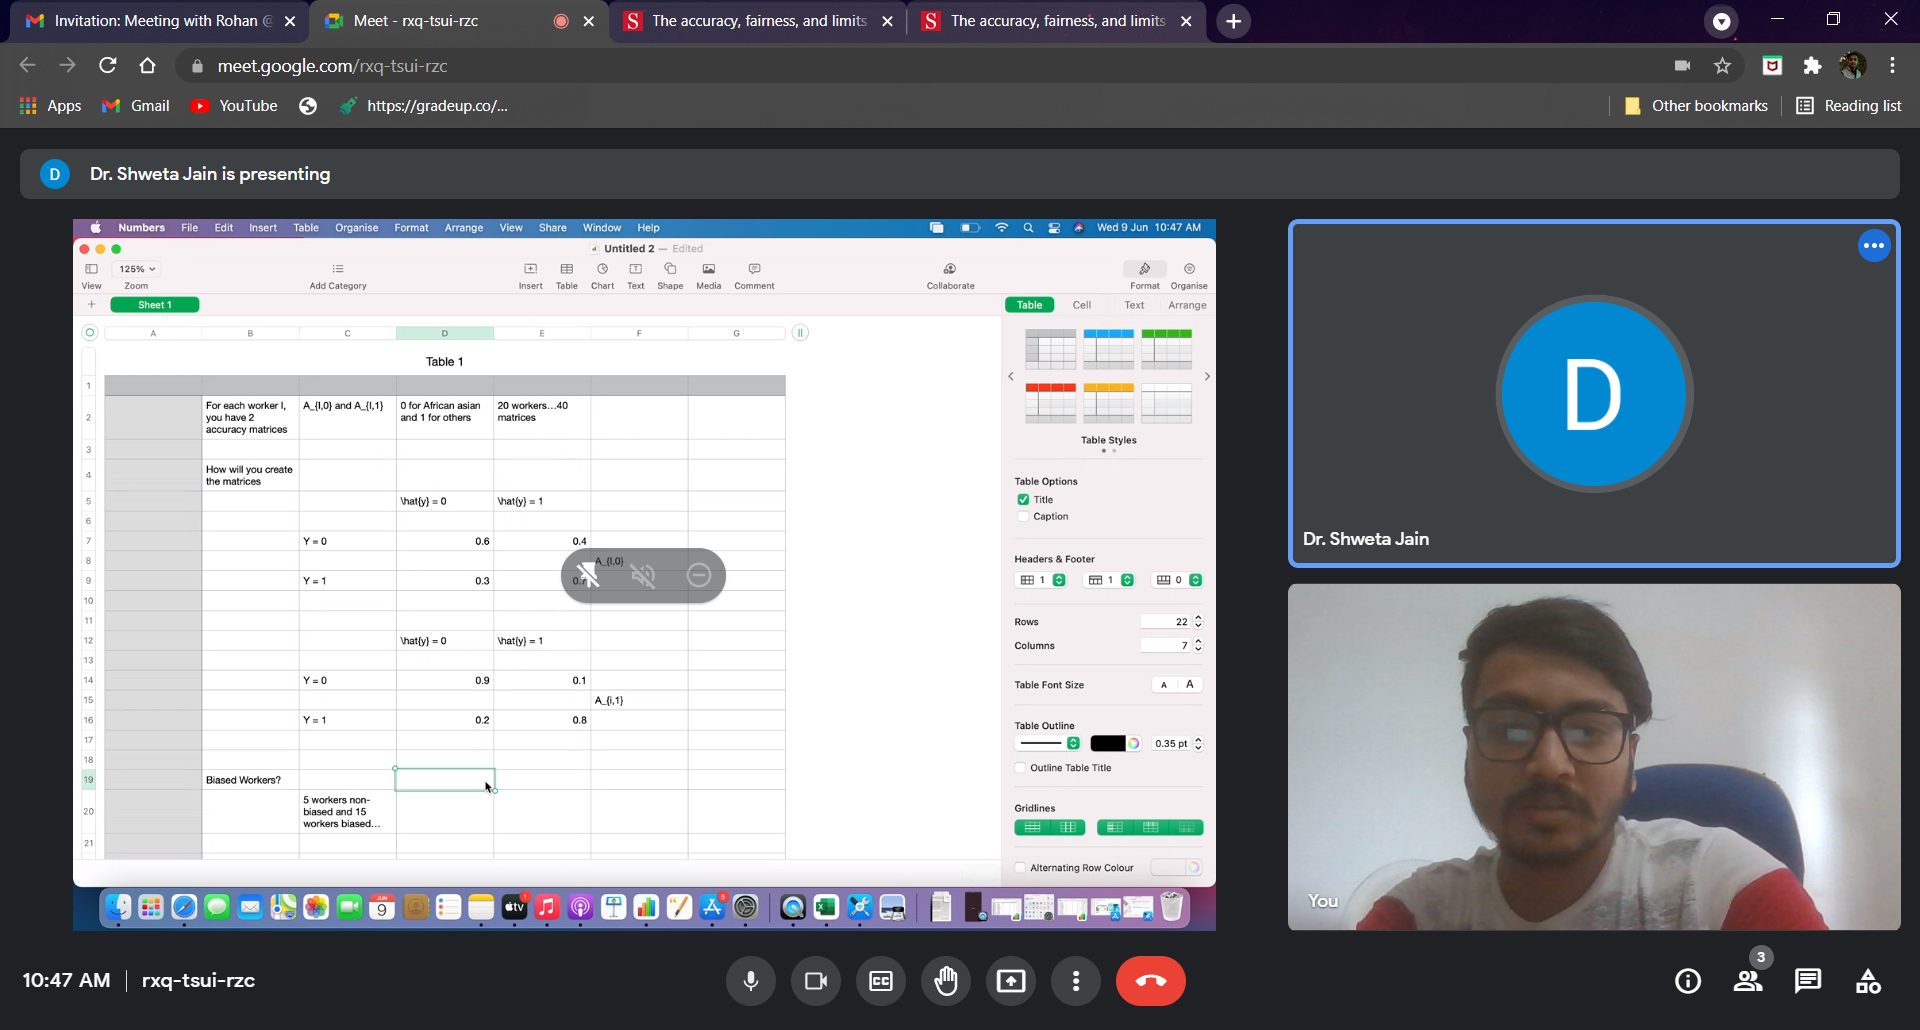 Invitation: Meeting with Rohan @
Meet - rxq-tsui-rzc
The accuracy, fairness, and limits
The accuracy, fairness, and limits
meet.google.com/rxq-tsui-rzc
Apps
Gmail
YouTube
https://gradeup.co/...
Other bookmarks
Reading list
D
Dr. Shweta Jain is presenting
Numbers File Edit Insert Table Organise Format Arrange View Share Window Help
Wed 9 Jun 10:47 AM
Untitled 2 — Edited
125%
View
Zoom
Add Category
Insert
Table
Chart
Text
Shape
Media
Comment
Collaborate
Format
Organise
Sheet 1
Table
Cell
Text
Arrange
A B C D E F G
Table 1
1
2
For each worker I,
you have 2
accuracy matrices
A_{I,0} and A_{I,1}
0 for African asian
and 1 for others
20 workers...40
matrices
3
4
How will you create
the matrices
5
\hat{y} = 0
\hat{y} = 1
6
7
Y = 0
0.6
0.4
8
A_{I,0}
9
Y = 1
0.3
0.7
10
11
12
\hat{y} = 0
\hat{y} = 1
13
14
Y = 0
0.9
0.1
15
A_{i,1}
16
Y = 1
0.2
0.8
17
18
19
Biased Workers?
20
5 workers non-
biased and 15
workers biased...
21
Table Styles
Table Options
Title
Caption
Headers & Footer
1
1
0
Rows
22
Columns
7
Table Font Size
A
A
Table Outline
0.35 pt
Outline Table Title
Gridlines
Alternating Row Colour
JUN
9
tv
D
Dr. Shweta Jain
You
10:47 AM
rxq-tsui-rzc
3